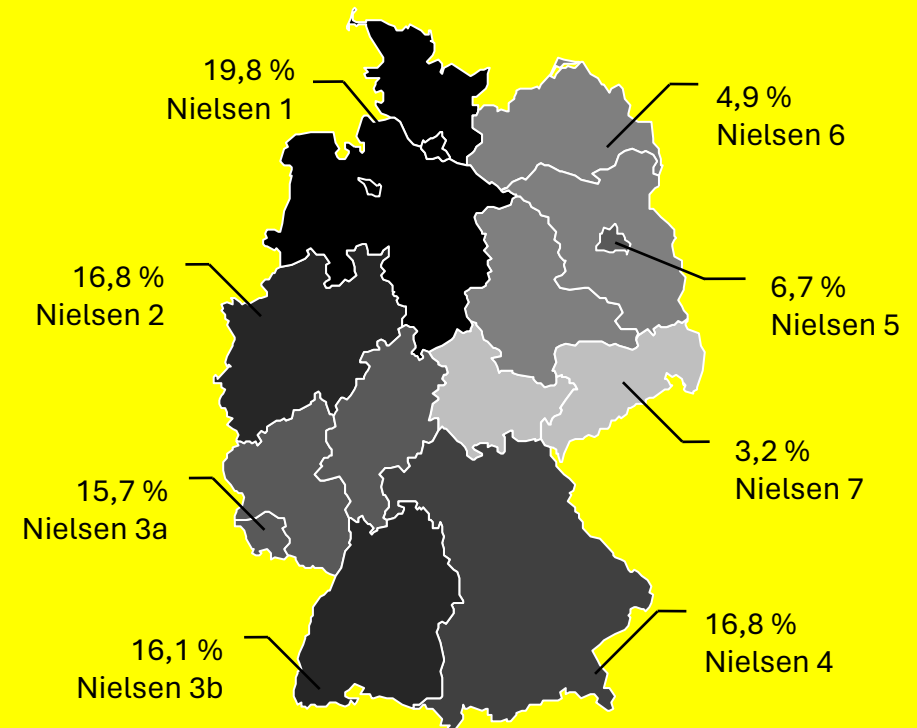 19,8 %
Nielsen 1
4,9 %
Nielsen 6
16,8 %
Nielsen 2
6,7 %
Nielsen 5
3,2 %
Nielsen 7
15,7 %
Nielsen 3a
16,8 %
Nielsen 4
16,1 %
Nielsen 3b